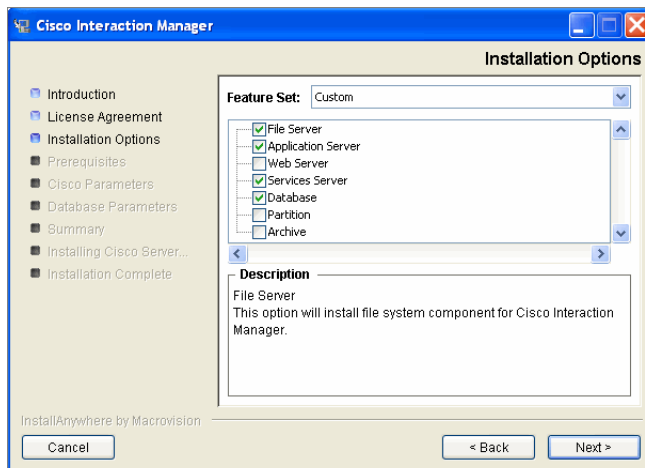 Cisco Interaction Manager
Installation Options
Introduction
License Agreement
Installation Options
Prerequisites
Cisco Parameters
Database Parameters
Summary
Installing Cisco Server...
Installation Complete
Feature Set: Custom
File Server
Application Server
Web Server
Services Server
Database
Partition
Archive
Description
File Server
This option will install file system component for Cisco Interaction
Manager.
InstallAnywhere by Macrovision
Cancel
< Back
Next >